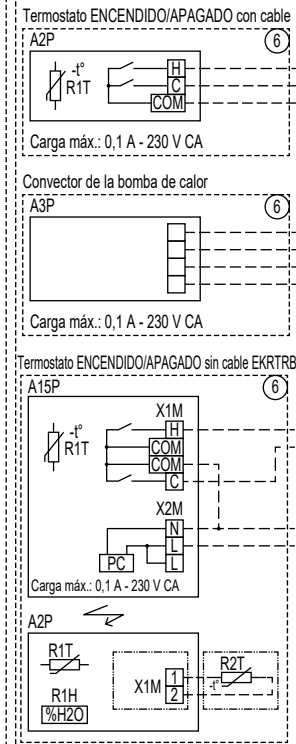 Termostato ENCENDIDO/APAGADO con cable
A2P
6
-t°
R1T
H
C
COM
Carga máx.: 0,1 A - 230 V CA
Convector de la bomba de calor
A3P
6
Carga máx.: 0,1 A - 230 V CA
Termostato ENCENDIDO/APAGADO sin cable EKRTRB
A15P
6
X1M
-t°
R1T
H
COM
COM
C
X2M
N
L
PC
L
Carga máx.: 0,1 A - 230 V CA
A2P
R1T
R1H
%H2O
X1M
1
2
R2T
-t°